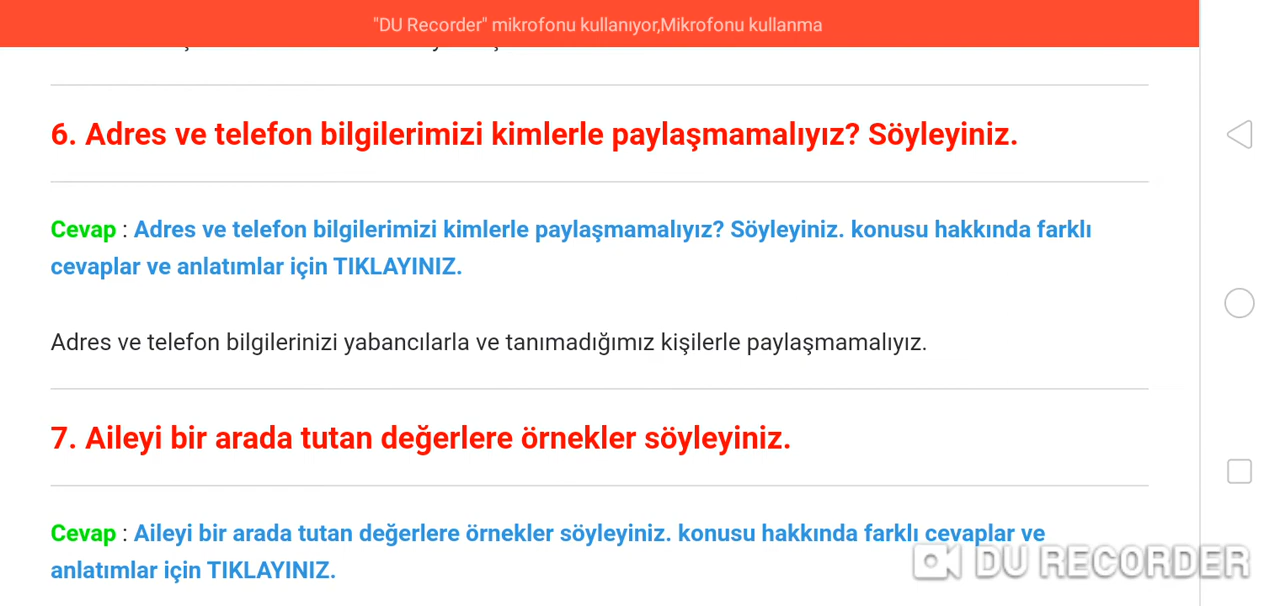 "DU Recorder" mikrofonu kullanıyor,Mikrofonu kullanma
6. Adres ve telefon bilgilerimizi kimlerle paylaşmamalıyız? Söyleyiniz.
Cevap : Adres ve telefon bilgilerimizi kimlerle paylaşmamalıyız? Söyleyiniz. konusu hakkında farklı
cevaplar ve anlatımlar için TIKLAYINIZ.
Adres ve telefon bilgilerinizi yabancılarla ve tanımadığımız kişilerle paylaşmamalıyız.
7. Aileyi bir arada tutan değerlere örnekler söyleyiniz.
Cevap : Aileyi bir arada tutan değerlere örnekler söyleyiniz. konusu hakkında farklı cevaplar ve
anlatımlar için TIKLAYINIZ.
DU RECORDER